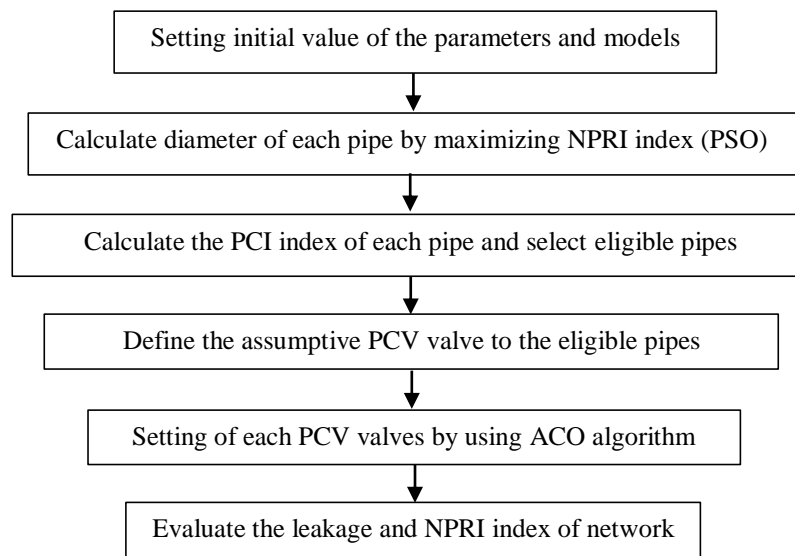 Setting initial value of the parameters and models
Calculate diameter of each pipe by maximizing NPRI index (PSO)
Calculate the PCI index of each pipe and select eligible pipes
Define the assumptive PCV valve to the eligible pipes
Setting of each PCV valves by using ACO algorithm
Evaluate the leakage and NPRI index of network